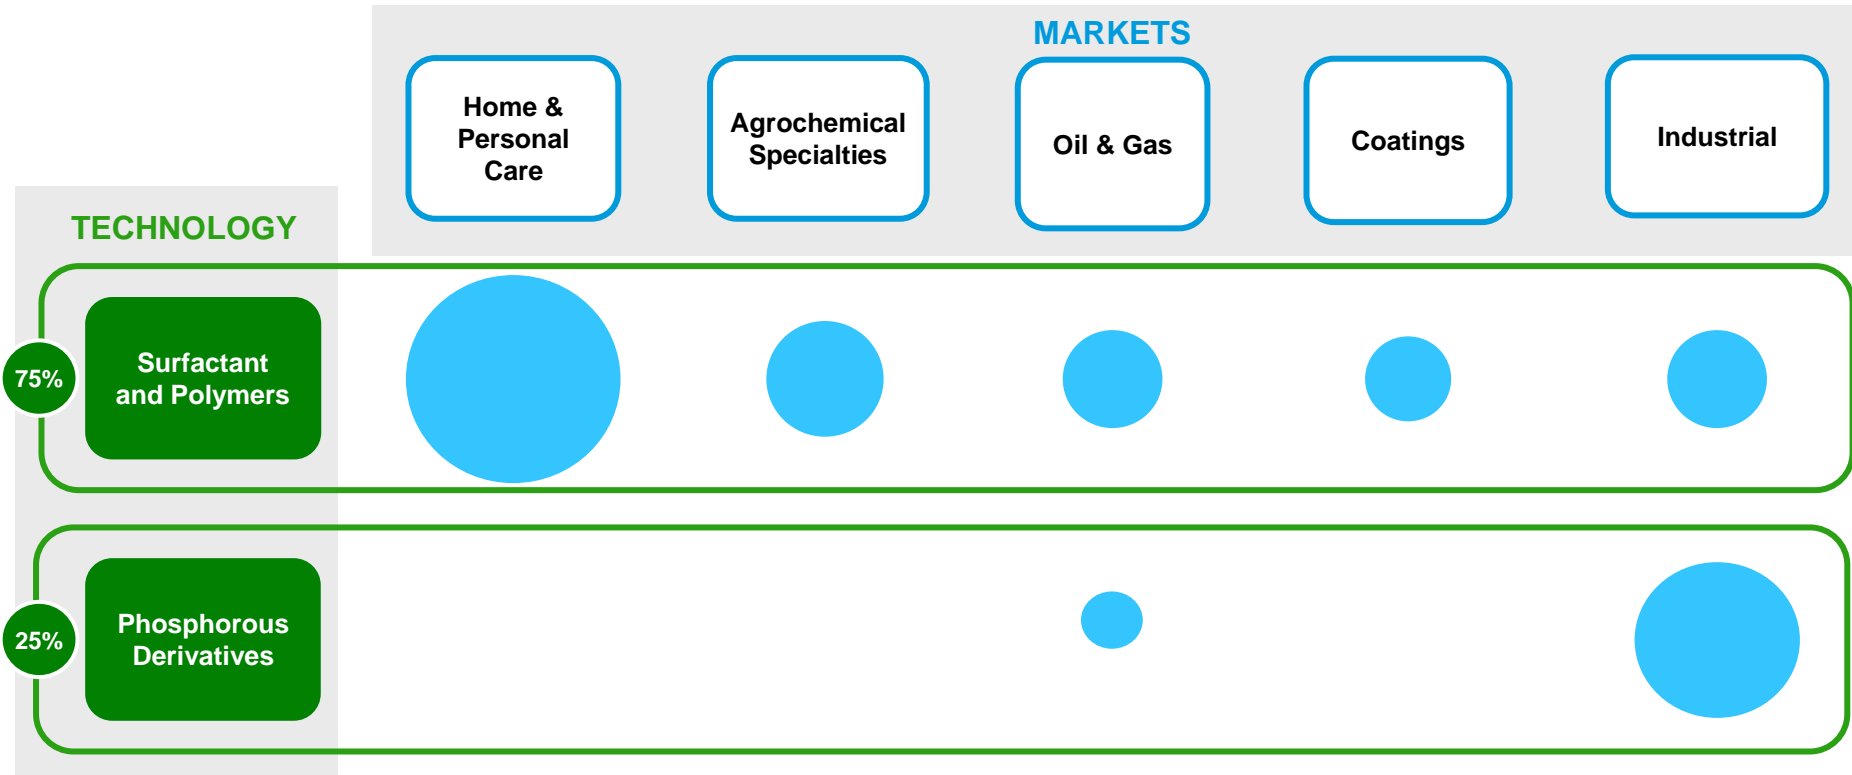 MARKETS
Home &
Personal
Care
Agrochemical
Specialties
Oil & Gas
Coatings
Industrial
TECHNOLOGY
75%
Surfactant
and Polymers
25%
Phosphorous
Derivatives